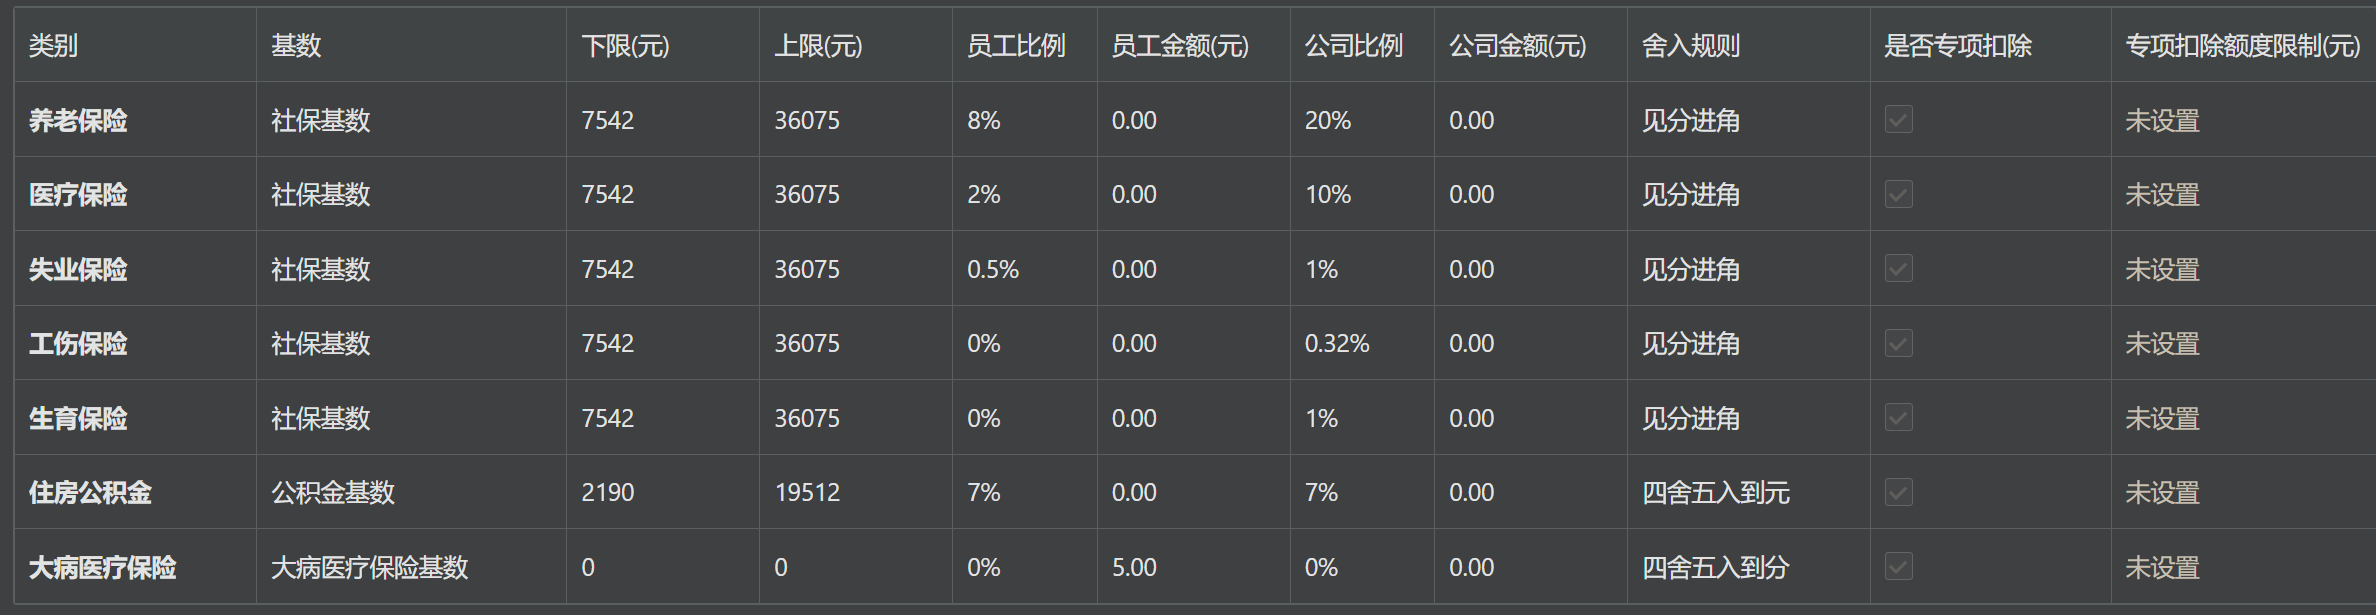 类别 基数 下限(元) 上限(元) 员工比例 员工金额(元) 公司比例 公司金额(元) 舍入规则 是否专项扣除 专项扣除额度限制(元)
养老保险 社保基数 7542 36075 8% 0.00 20% 0.00 见分进角 未设置
医疗保险 社保基数 7542 36075 2% 0.00 10% 0.00 见分进角 未设置
失业保险 社保基数 7542 36075 0.5% 0.00 1% 0.00 见分进角 未设置
工伤保险 社保基数 7542 36075 0% 0.00 0.32% 0.00 见分进角 未设置
生育保险 社保基数 7542 36075 0% 0.00 1% 0.00 见分进角 未设置
住房公积金 公积金基数 2190 19512 7% 0.00 7% 0.00 四舍五入到元 未设置
大病医疗保险 大病医疗保险基数 0 0 0% 5.00 0% 0.00 四舍五入到分 未设置